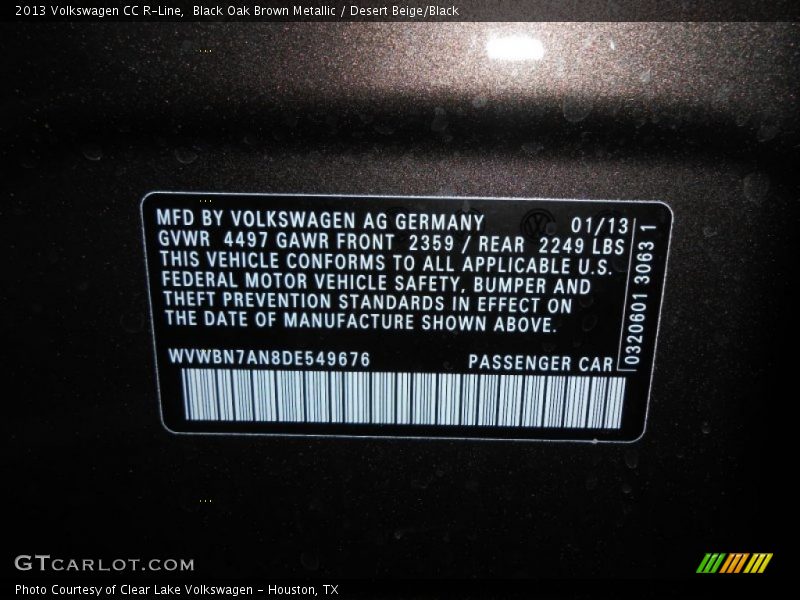 2013 Volkswagen CC R-Line,  Black Oak Brown Metallic / Desert Beige/Black
MFD BY VOLKSWAGEN AG GERMANY 01/13
GVWR 4497 GAWR FRONT 2359 / REAR 2249 LBS
THIS VEHICLE CONFORMS TO ALL APPLICABLE U.S.
FEDERAL MOTOR VEHICLE SAFETY, BUMPER AND
THEFT PREVENTION STANDARDS IN EFFECT ON
THE DATE OF MANUFACTURE SHOWN ABOVE.
WVWBN7AN8DE549676 PASSENGER CAR
0320601 30631
GTCARLOT.COM
Photo Courtesy of Clear Lake Volkswagen - Houston, TX